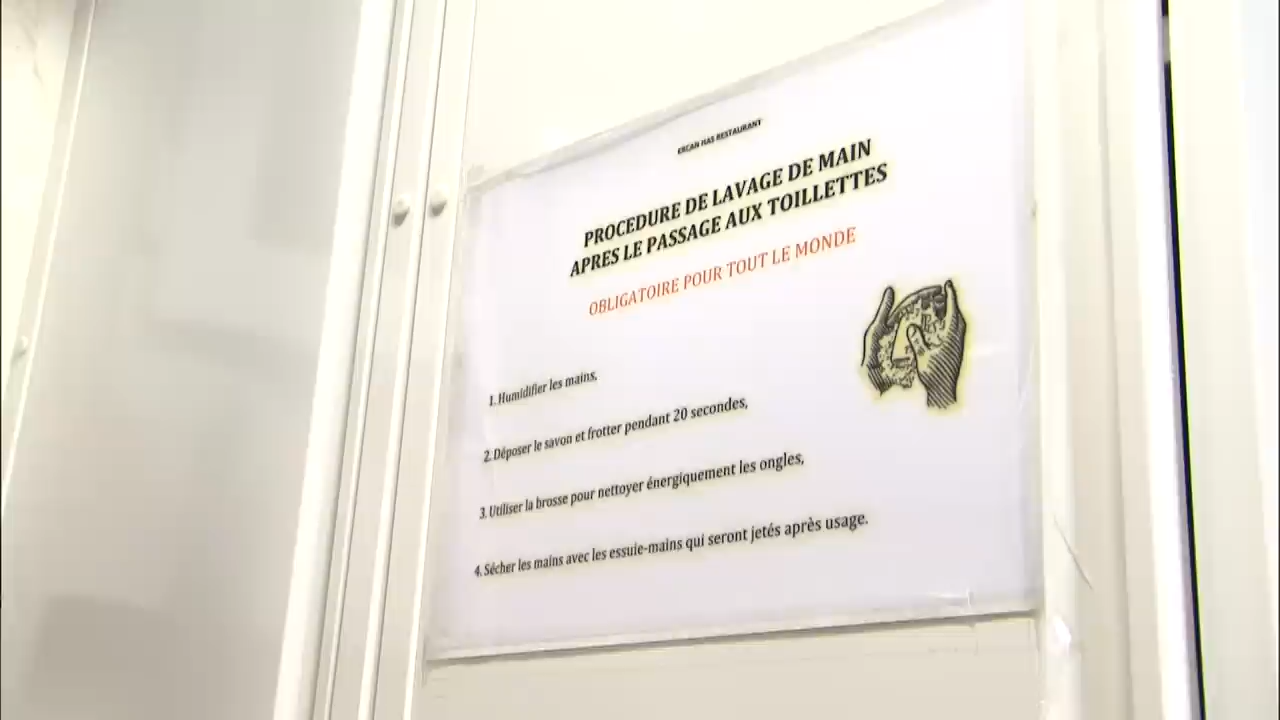 ERCAN HAS RESTAURANT
PROCEDURE DE LAVAGE DE MAIN
APRES LE PASSAGE AUX TOILLETTES
OBLIGATOIRE POUR TOUT LE MONDE
1. Humidifier les mains,
2. Déposer le savon et frotter pendant 20 secondes,
3. Utiliser la brosse pour nettoyer énergiquement les ongles,
4. Sécher les mains avec les essuie-mains qui seront jetés après usage.